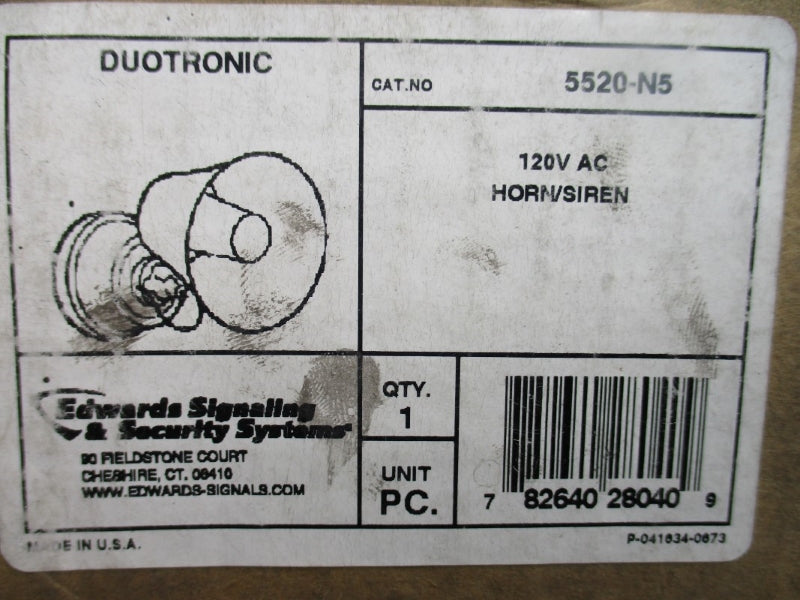 DUOTRONIC
CAT.NO 5520-N5
120V AC
HORN/SIREN
Edwards Signaling
& Security Systems
90 FIELDSTONE COURT
CHESHIRE, CT. 06410
WWW.EDWARDS-SIGNALS.COM
QTY.
1
UNIT
PC.
7 82640 28040 9
MADE IN U.S.A.
P-041634-0673